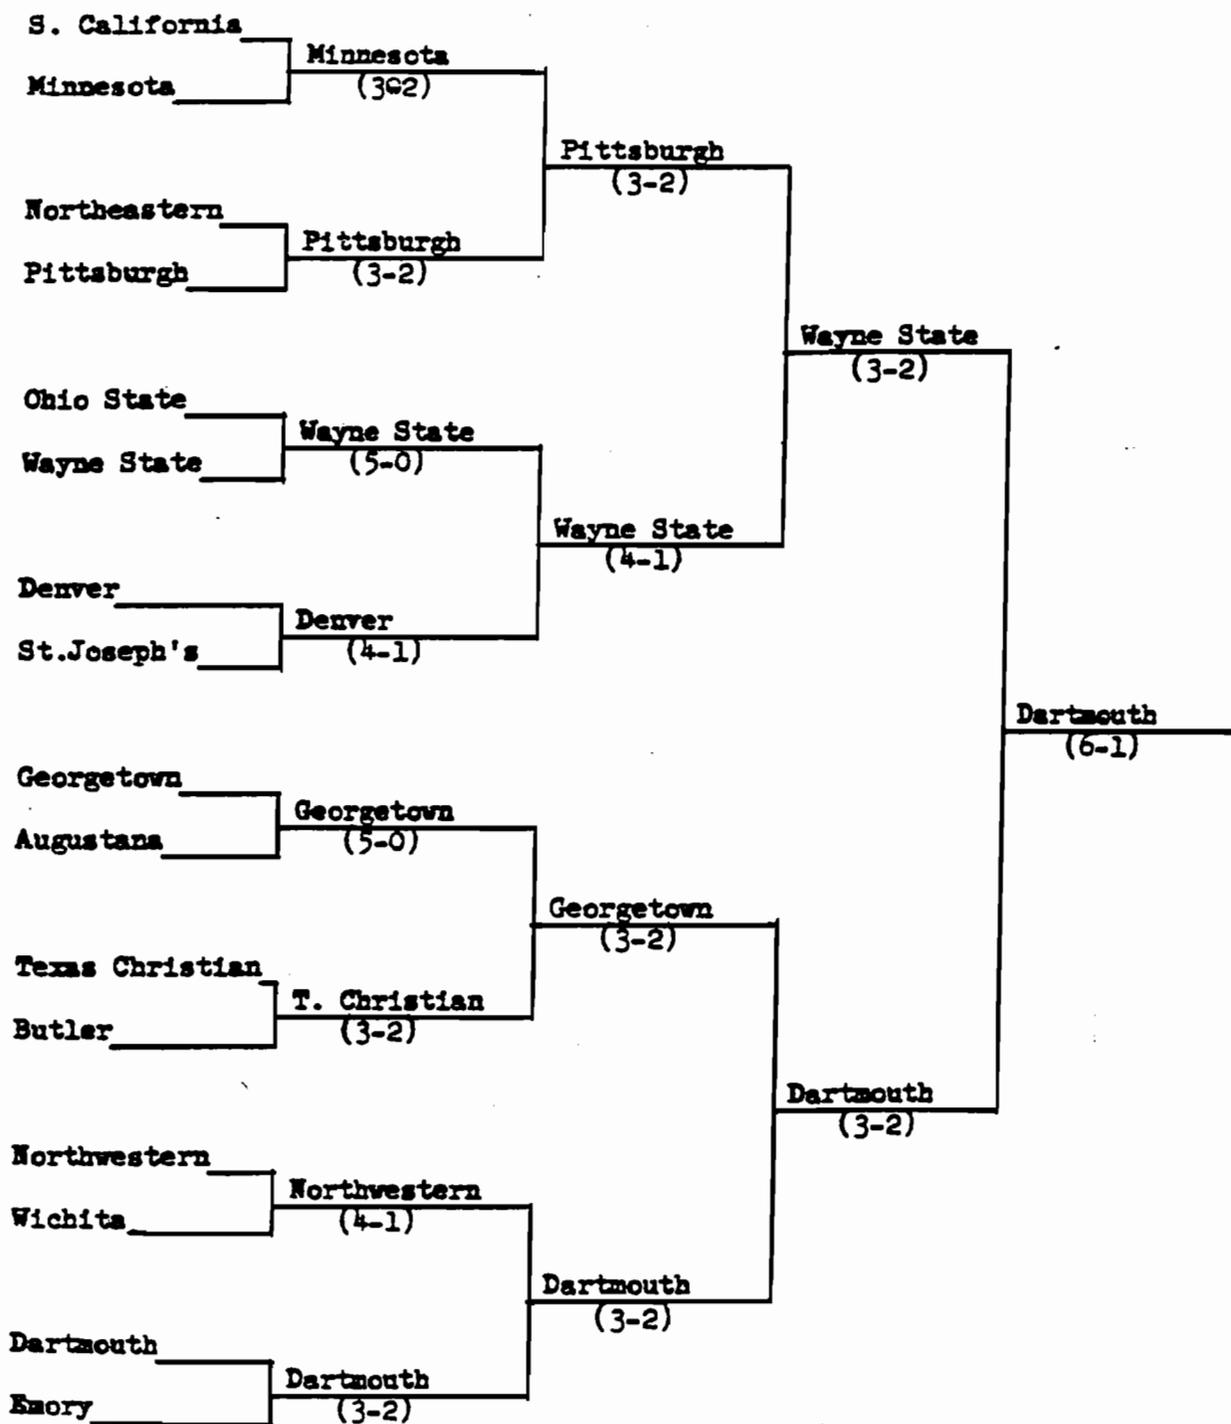 S. California
Minnesota
(3-2)
Minnesota
Pittsburgh
(3-2)
Northeastern
Pittsburgh
(3-2)
Pittsburgh
Wayne State
(3-2)
Ohio State
Wayne State
(5-0)
Wayne State
Wayne State
(4-1)
Denver
Denver
(4-1)
St.Joseph's
Dartmouth
(6-1)
Georgetown
Georgetown
(5-0)
Augustana
Georgetown
(3-2)
Texas Christian
T. Christian
(3-2)
Butler
Dartmouth
(3-2)
Northwestern
Northwestern
(4-1)
Wichita
Dartmouth
(3-2)
Dartmouth
Dartmouth
(3-2)
Emory